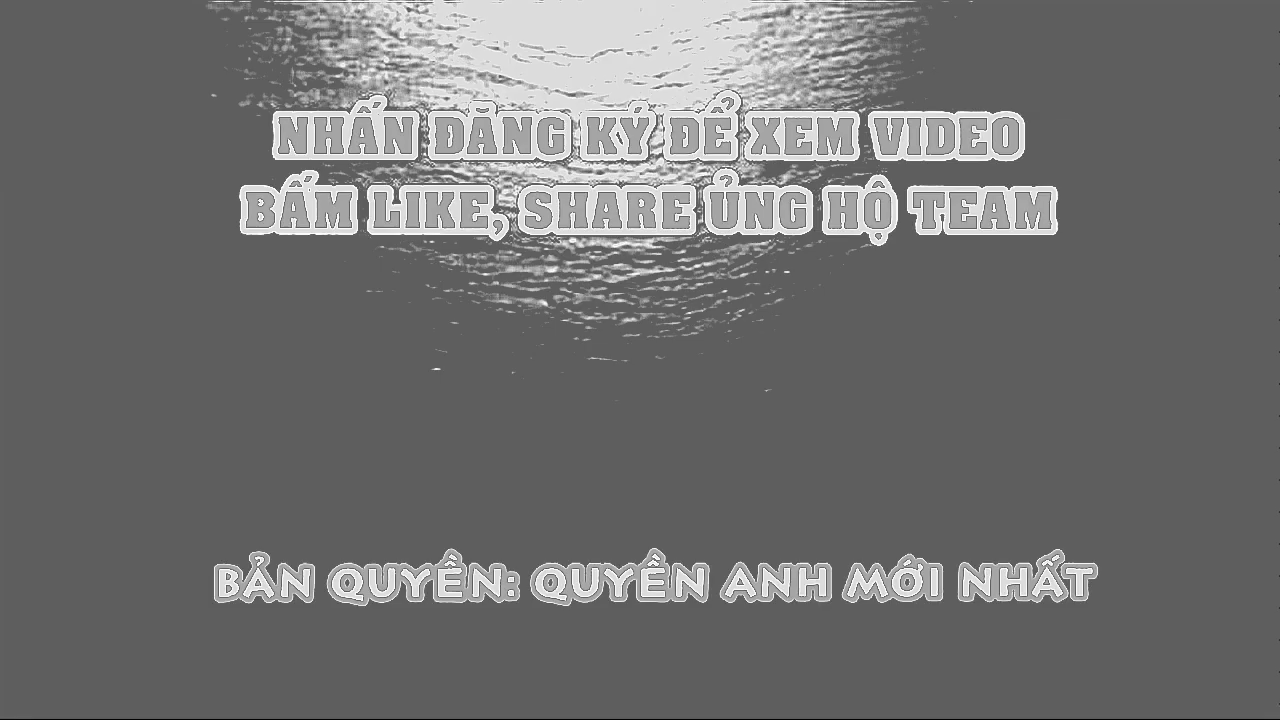 NHẤN ĐĂNG KÝ ĐỂ XEM VIDEO
BẤM LIKE, SHARE ỦNG HỘ TEAM
BẢN QUYỀN: QUYỀN ANH MỚI NHẤT